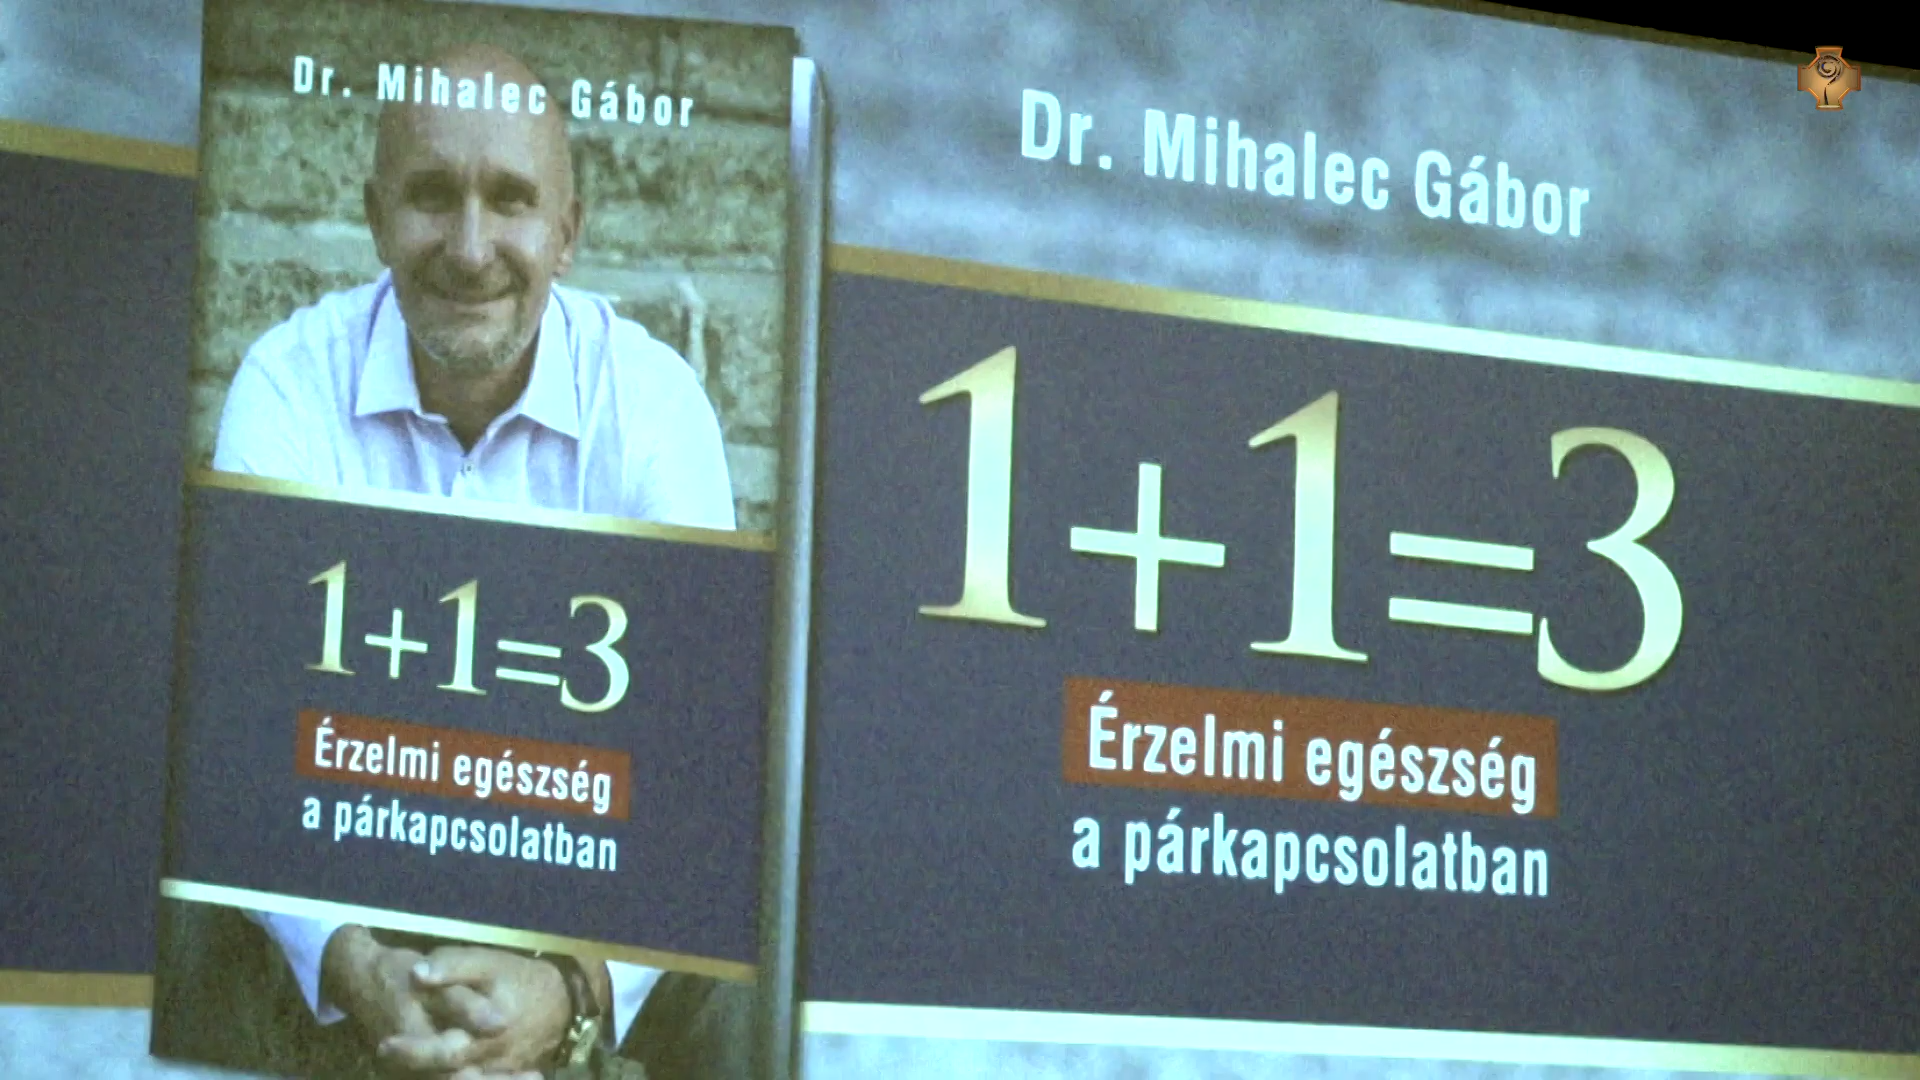 Dr. Mihalec Gábor
1+1=3
Érzelmi egészség
a párkapcsolatban
Dr. Mihalec Gábor
1+1=3
Érzelmi egészség
a párkapcsolatban